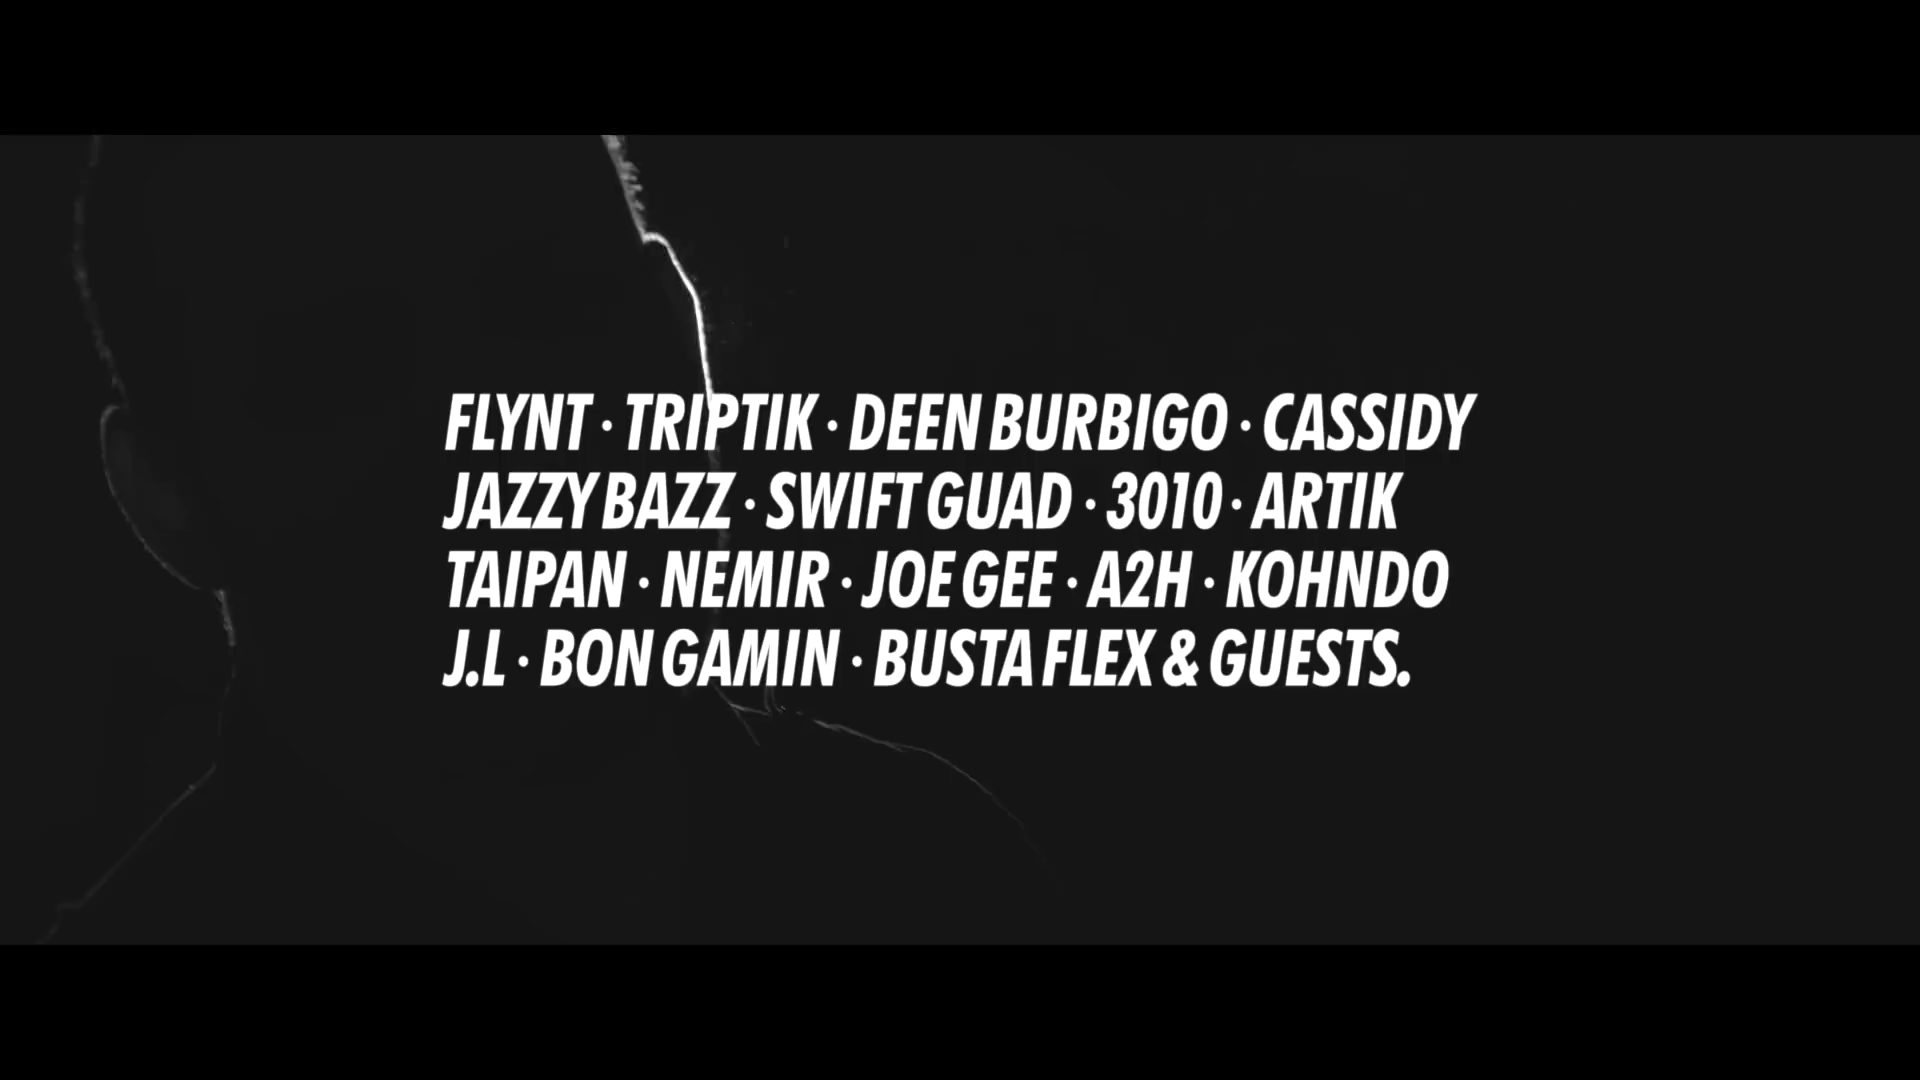 FLYNT · TRIPTIK · DEEN BURBIGO · CASSIDY
JAZZY BAZZ · SWIFT GUAD · 3010 · ARTIK
TAIPAN · NEMIR · JOE GEE · A2H · KOHNDO
J.L · BON GAMIN · BUSTA FLEX & GUESTS.